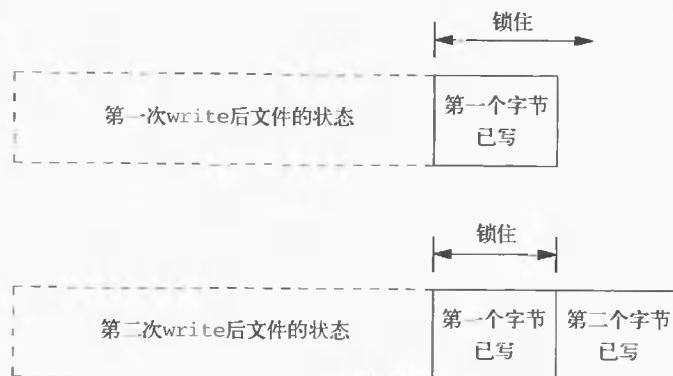 锁住
第一次write后文件的状态
第一个字节
已写
锁住
第二次write后文件的状态
第一个字节
已写
第二个字节
已写